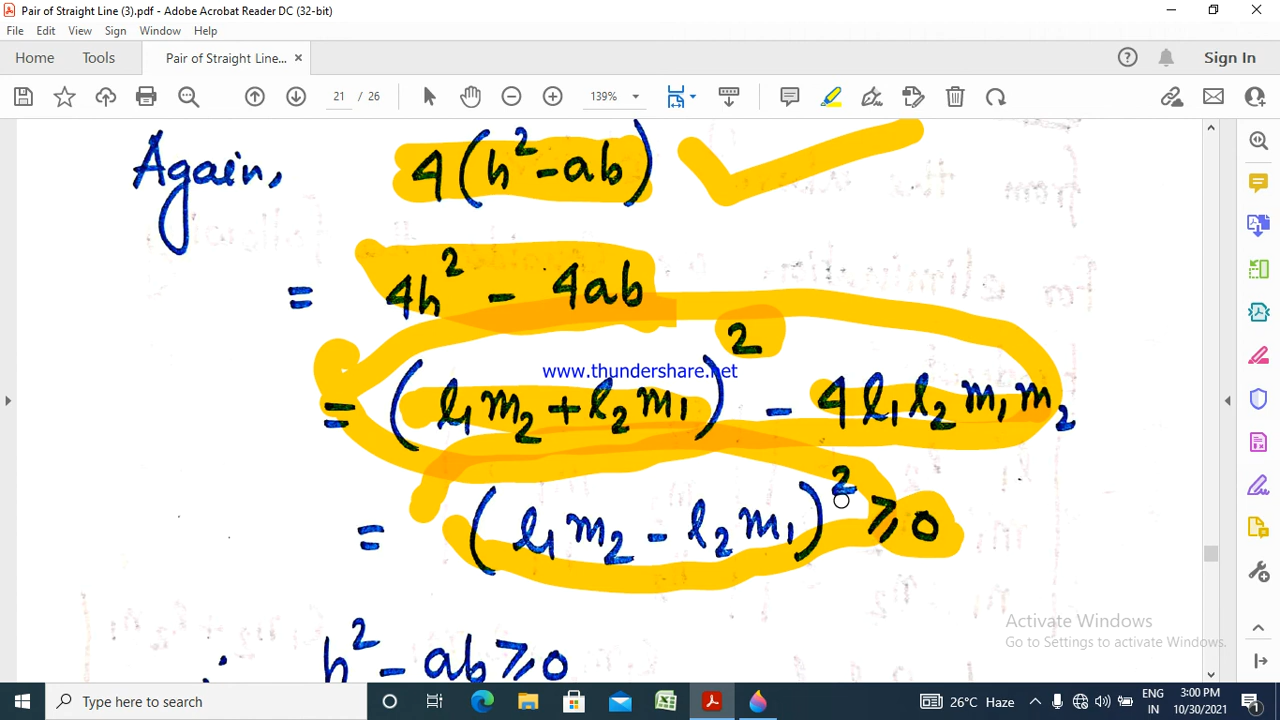 Pair of Straight Line (3).pdf - Adobe Acrobat Reader DC (32-bit)
File Edit View Sign Window Help
Home Tools Pair of Straight Line... × Sign In
21 / 26 139%
Again, 4(h²-ab)
= 4h² - 4ab
= (l₁m₂+l₂m₁)² - 4l₁l₂m₁m₂
www.thundershare.net
= (l₁m₂-l₂m₁)² ⩾0
h²-ab⩾0
Activate Windows
Go to Settings to activate Windows.
Type here to search 26°C Haze ENG 3:00 PM
IN 10/30/2021